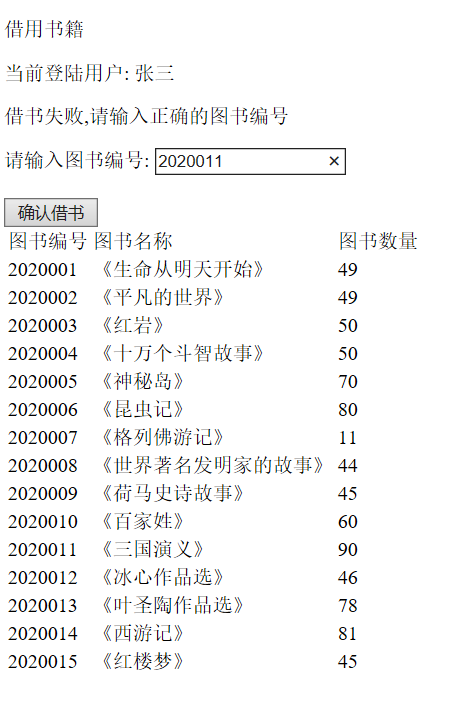 借用书籍
当前登陆用户: 张三
借书失败,请输入正确的图书编号
请输入图书编号: 2020011 ×
确认借书
图书编号 图书名称 图书数量
2020001 《生命从明天开始》 49
2020002 《平凡的世界》 49
2020003 《红岩》 50
2020004 《十万个斗智故事》 50
2020005 《神秘岛》 70
2020006 《昆虫记》 80
2020007 《格列佛游记》 11
2020008 《世界著名发明家的故事》 44
2020009 《荷马史诗故事》 45
2020010 《百家姓》 60
2020011 《三国演义》 90
2020012 《冰心作品选》 46
2020013 《叶圣陶作品选》 78
2020014 《西游记》 81
2020015 《红楼梦》 45